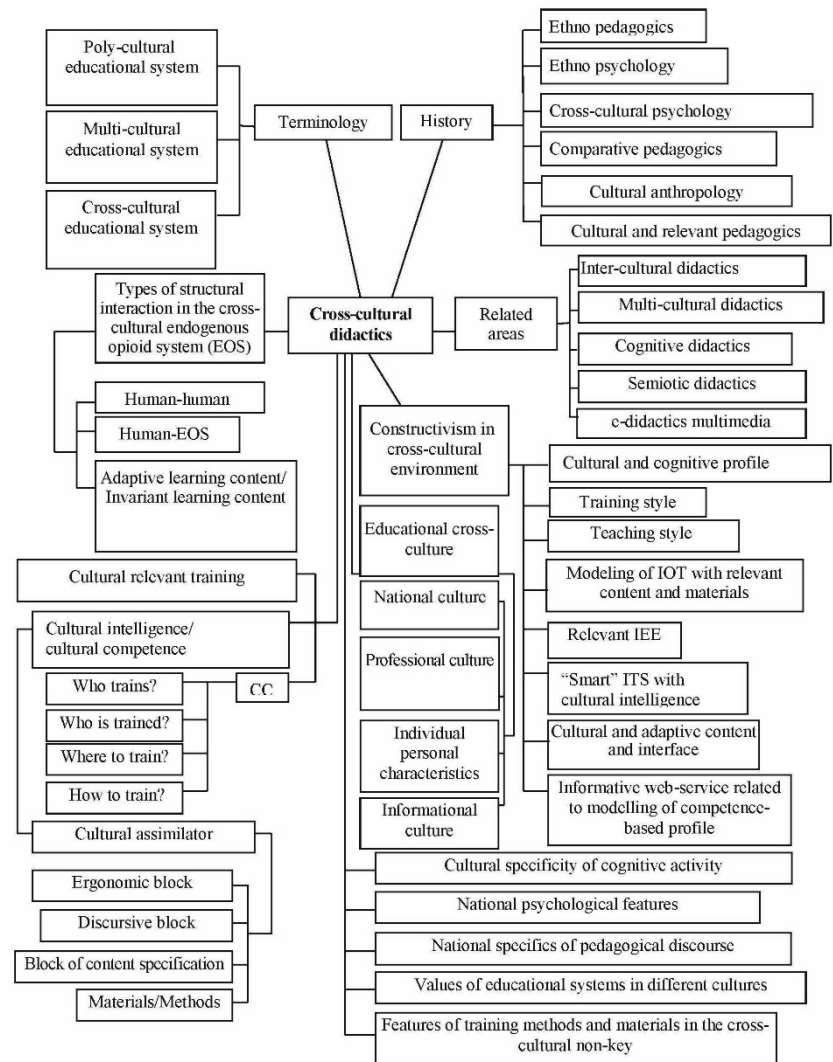 Poly-cultural
educational system
Multi-cultural
educational system
Cross-cultural
educational system
Terminology
History
Ethno pedagogics
Ethno psychology
Cross-cultural psychology
Comparative pedagogics
Cultural anthropology
Cultural and relevant pedagogics
Types of structural
interaction in the cross-
cultural endogenous
opioid system (EOS)
Cross-cultural
didactics
Related
areas
Inter-cultural didactics
Multi-cultural didactics
Cognitive didactics
Semiotic didactics
e-didactics multimedia
Human-human
Human-EOS
Adaptive learning content/
Invariant learning content
Constructivism in
cross-cultural
environment
Cultural and cognitive profile
Training style
Teaching style
Modeling of IOT with relevant
content and materials
Relevant IEE
“Smart” ITS with
cultural intelligence
Cultural and adaptive content
and interface
Informative web-service related
to modelling of competence-
based profile
Educational cross-
culture
National culture
Professional culture
Individual
personal
characteristics
Informational
culture
Cultural relevant training
Cultural intelligence/
cultural competence
CC
Who trains?
Who is trained?
Where to train?
How to train?
Cultural assimilator
Ergonomic block
Discursive block
Block of content specification
Materials/Methods
Cultural specificity of cognitive activity
National psychological features
National specifics of pedagogical discourse
Values of educational systems in different cultures
Features of training methods and materials in the cross-
cultural non-key